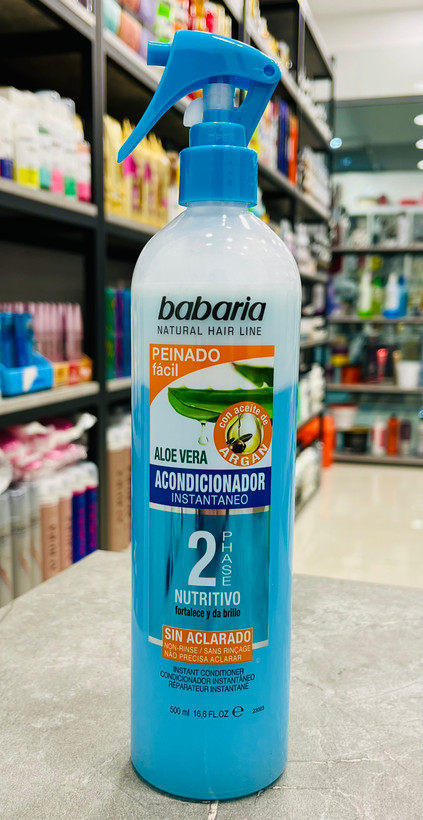 OPEN
babaria
NATURAL HAIR LINE
PEINADO
fácil
con aceite de
ARGAN
ALOE VERA
ACONDICIONADOR
INSTANTANEO
2
PHASE
NUTRITIVO
fortalece y da brillo
SIN ACLARADO
NON-RINSE / SANS RINÇAGE
NÃO PRECISA ACLARAR
INSTANT CONDITIONER
CONDICIONADOR INSTANTÂNEO
RÉPARATEUR INSTANTANÉ
500 ml 16,6 FL.OZ ℮